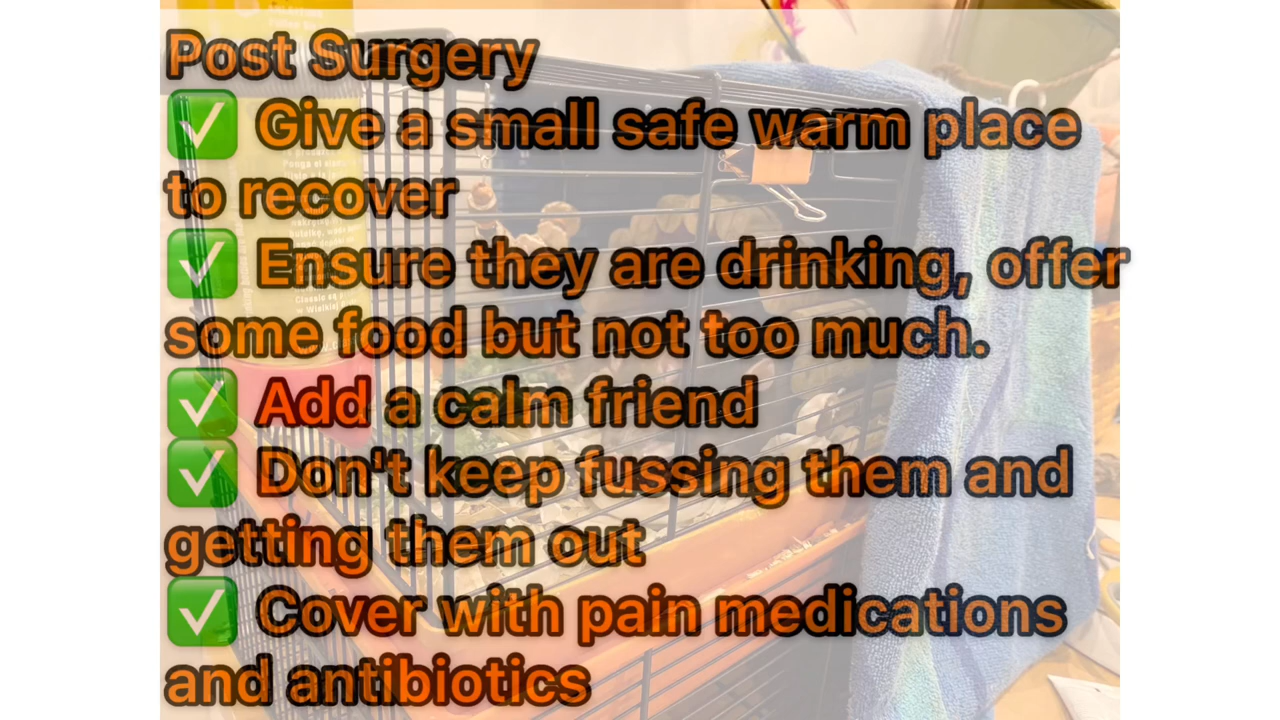 Post Surgery
✅ Give a small safe warm place
to recover
✅ Ensure they are drinking, offer
some food but not too much.
✅ Add a calm friend
✅ Don't keep fussing them and
getting them out
✅ Cover with pain medications
and antibiotics